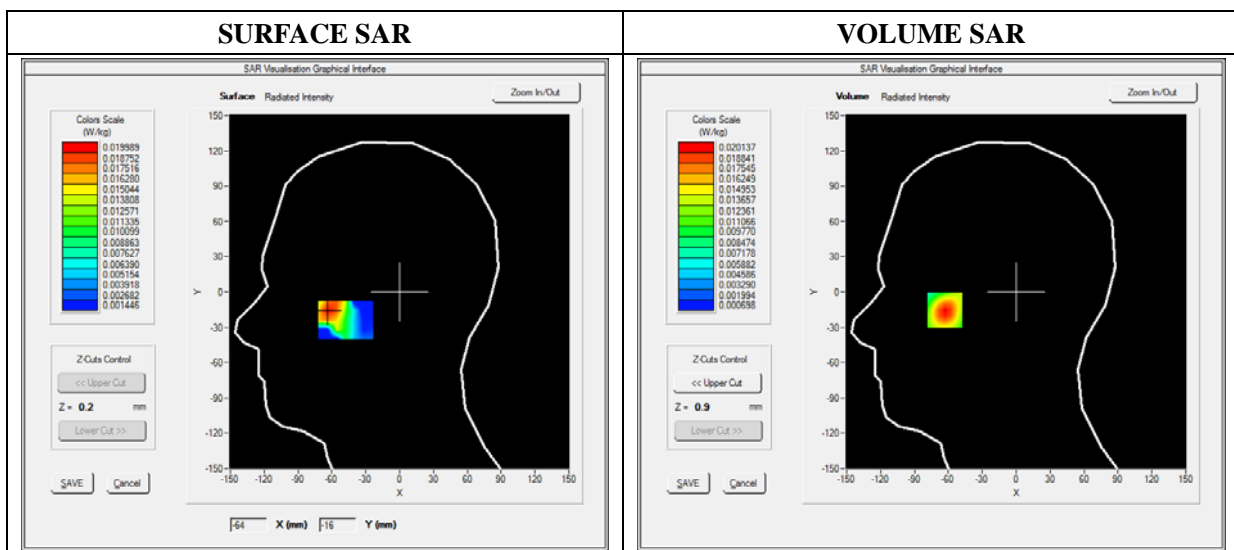 SURFACE SAR
VOLUME SAR
SAR Visualisation Graphical Interface
Surface Radiated Intensity
Zoom In/Out
Colors Scale
(W/kg)
0.019989
0.018752
0.017516
0.016280
0.015044
0.013808
0.012571
0.011335
0.010099
0.008863
0.007627
0.006390
0.005154
0.003918
0.002682
0.001446
Z-Cuts Control
<< Upper Cut
Z = 0.2 mm
Lower Cut >>
SAVE Cancel
150
120
90
60
30
0
-30
-60
-90
-120
-150
Y
-150 -120 -90 -60 -30 0 30 60 90 120 150
X
-64 X (mm) -16 Y (mm)
SAR Visualisation Graphical Interface
Volume Radiated Intensity
Zoom In/Out
Colors Scale
(W/kg)
0.020137
0.018841
0.017545
0.016249
0.014953
0.013657
0.012361
0.011066
0.009770
0.008474
0.007178
0.005882
0.004586
0.003290
0.001994
0.000698
Z-Cuts Control
<< Upper Cut
Z = 0.9 mm
Lower Cut >>
SAVE Cancel
150
120
90
60
30
0
-30
-60
-90
-120
-150
Y
-150 -120 -90 -60 -30 0 30 60 90 120 150
X